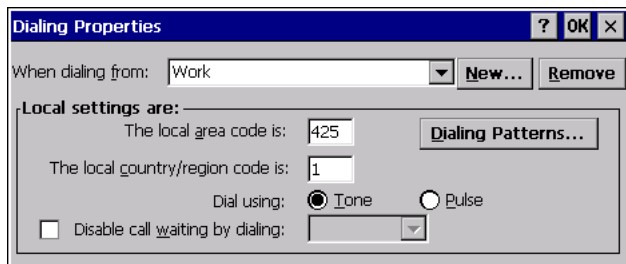 Dialing Properties ? OK ×
When dialing from: Work New... Remove
Local settings are:
The local area code is: 425 Dialing Patterns...
The local country/region code is: 1
Dial using: Tone Pulse
Disable call waiting by dialing: